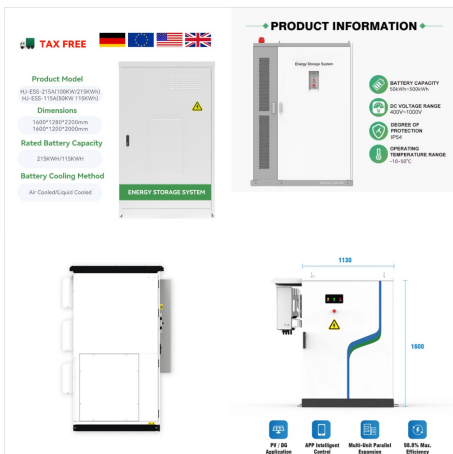 TAX FREE
Product Model
HJ-ESS-215A(100KW/215KWh)
HJ-ESS-115A(50KW 115KWh)
Dimensions
1600*1280*2200mm
1600*1200*2000mm
Rated Battery Capacity
215KWH/115KWH
Battery Cooling Method
Air Cooled/Liquid Cooled
ENERGY STORAGE SYSTEM
PRODUCT INFORMATION
Energy Storage System
BATTERY CAPACITY
50kWh~500kWh
DC VOLTAGE RANGE
400V~1000V
DEGREE OF
PROTECTION
IP54
OPERATING
TEMPERATURE RANGE
-10~50°C
1130
1600
PV / DG
Application
APP Intelligent
Control
Multi-Unit Parallel
Expansion
98.8% Max.
Efficiency